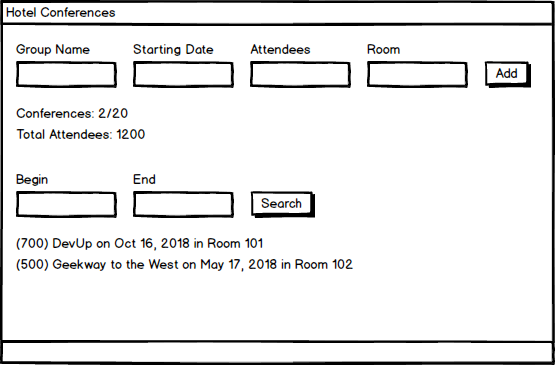 Hotel Conferences
Group Name Starting Date Attendees Room
Add
Conferences: 2/20
Total Attendees: 1200
Begin End
Search
(700) DevUp on Oct 16, 2018 in Room 101
(500) Geekway to the West on May 17, 2018 in Room 102